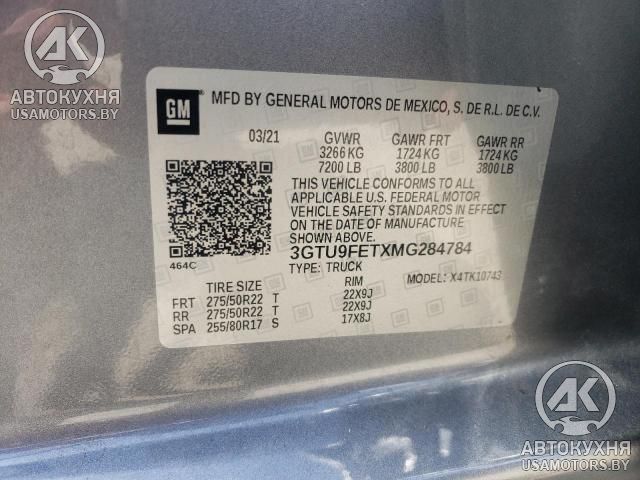 AK
АВТОКУХНЯ
USAMOTORS.BY
GM
MFD BY GENERAL MOTORS DE MEXICO, S. DE R.L. DE C.V.
03/21 GVWR GAWR FRT GAWR RR
3266 KG 1724 KG 1724 KG
7200 LB 3800 LB 3800 LB
THIS VEHICLE CONFORMS TO ALL
APPLICABLE U.S. FEDERAL MOTOR
VEHICLE SAFETY STANDARDS IN EFFECT
ON THE DATE OF MANUFACTURE
3GTU9FETXMG284784
464C
TYPE: TRUCK
MODEL: X4TK10743
TIRE SIZE RIM
FRT 275/50R22 T 22X9J
RR 275/50R22 T 22X9J
SPA 255/80R17 S 17X8J
AK
АВТОКУХНЯ
USAMOTORS.BY